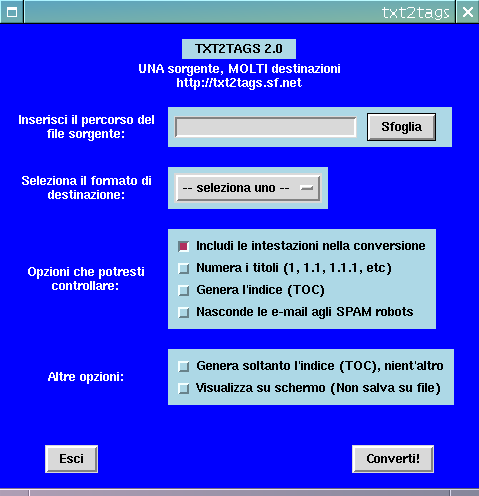 txt2tags
TXT2TAGS 2.0
UNA sorgente, MOLTI destinazioni
http://txt2tags.sf.net
Inserisci il percorso del
file sorgente:
Sfoglia
Seleziona il formato di
destinazione:
-- seleziona uno --
Opzioni che potresti
controllare:
Includi le intestazioni nella conversione
Numera i titoli (1, 1.1, 1.1.1, etc)
Genera l'indice (TOC)
Nasconde le e-mail agli SPAM robots
Altre opzioni:
Genera soltanto l'indice (TOC), nient'altro
Visualizza su schermo (Non salva su file)
Esci
Converti!